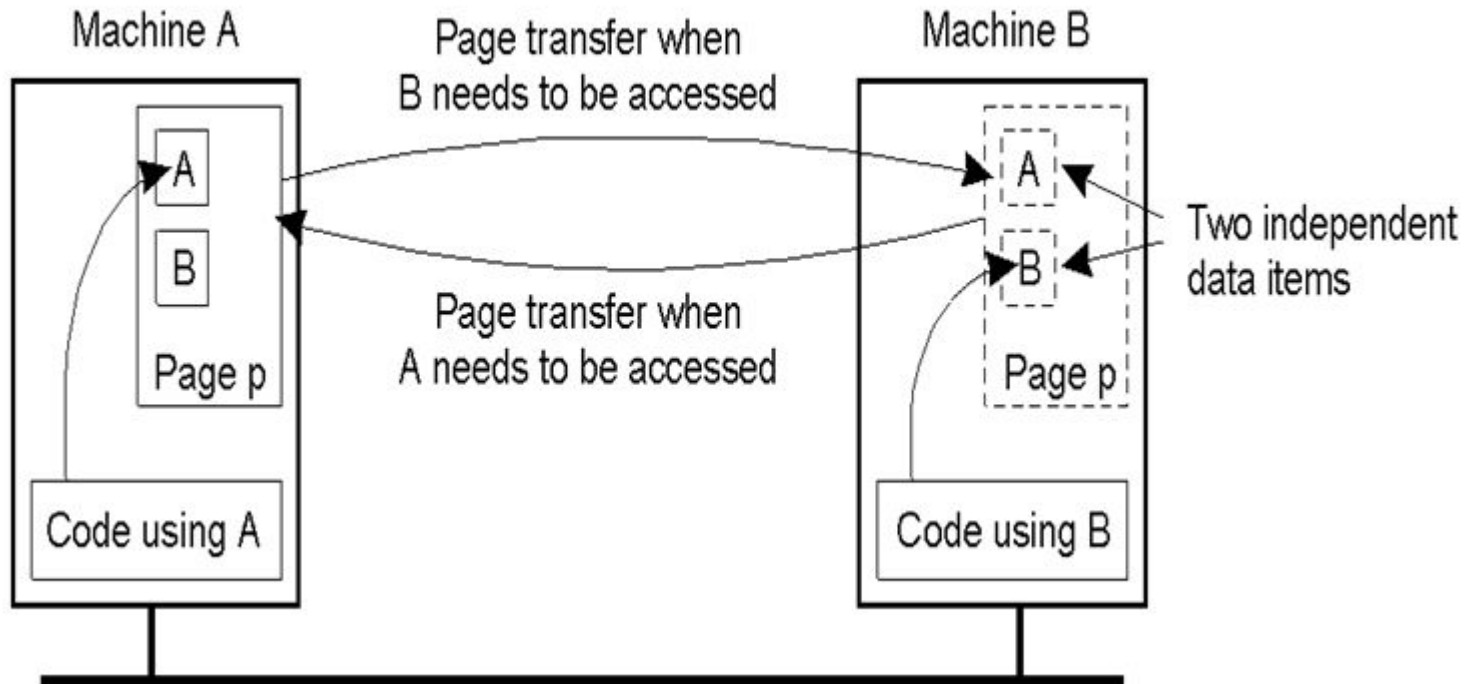 Machine A
Page transfer when
B needs to be accessed
Machine B
A
B
Page p
Code using A
Page transfer when
A needs to be accessed
A
B
Page p
Code using B
Two independent
data items